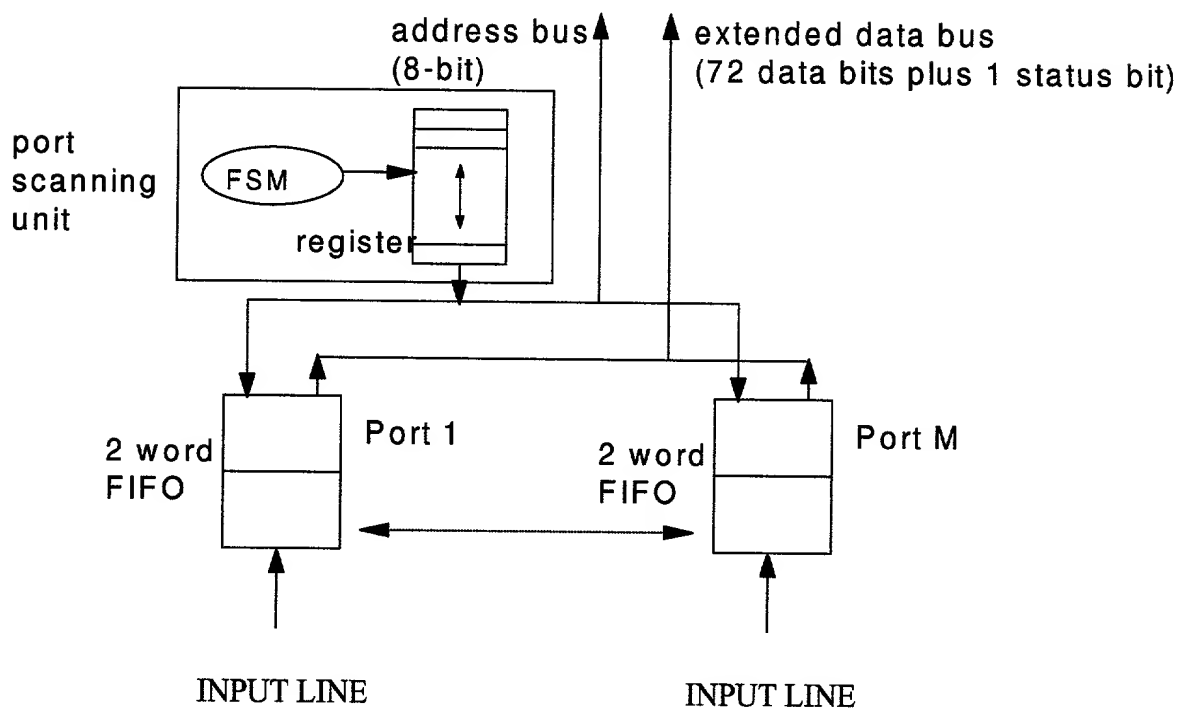 address bus
(8-bit)
extended data bus
(72 data bits plus 1 status bit)
port
scanning
unit
FSM
register
Port 1
2 word
FIFO
Port M
2 word
FIFO
INPUT LINE
INPUT LINE